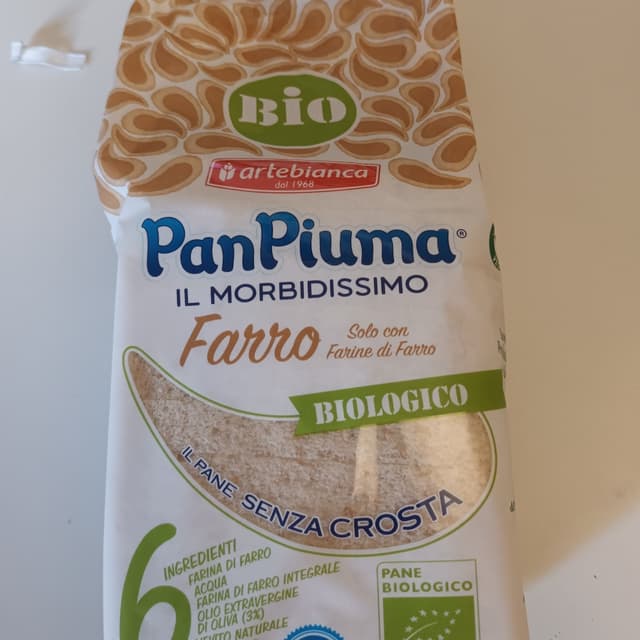 BiO
artebianca
dal 1968
PanPiuma®
IL MORBIDISSIMO
Farro
Solo con
Farine di Farro
BIOLOGICO
IL PANE SENZA CROSTA
6
INGREDIENTI
FARINA DI FARRO
ACQUA
FARINA DI FARRO INTEGRALE
OLIO EXTRAVERGINE
DI OLIVA (3%)
LIEVITO NATURALE
PANE
BIOLOGICO